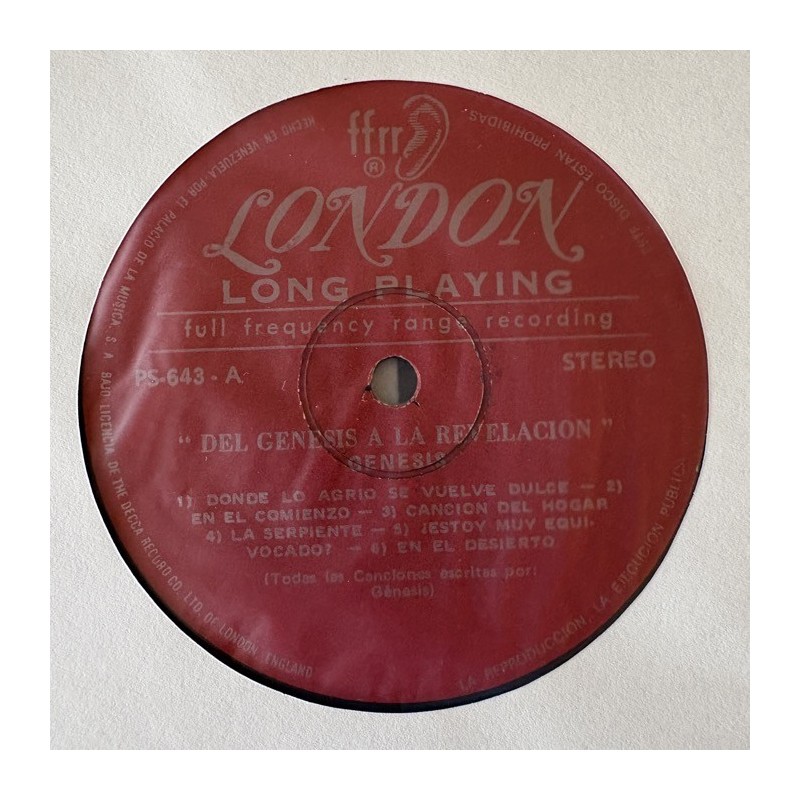 ffrr
®
LONDON
LONG PLAYING
full frequency range recording
PS-643 - A
STEREO
" DEL GENESIS A LA REVELACION "
GENESIS
1) DONDE LO AGRIO SE VUELVE DULCE — 2)
EN EL COMIENZO — 3) CANCION DEL HOGAR
4) LA SERPIENTE — 5) ¿ESTOY MUY EQUI-
VOCADO? — 6) EN EL DESIERTO
(Todas las Canciones escritas por:
Génesis)
HECHO EN VENEZUELA POR EL PALACIO DE LA MUSICA, S. A. BAJO LICENCIA DE THE DECCA RECORD CO. LTD. OF LONDON, ENGLAND
LA REPRODUCCION, LA EJECUCION PUBLICA DISCO ESTAN PROHIBIDAS